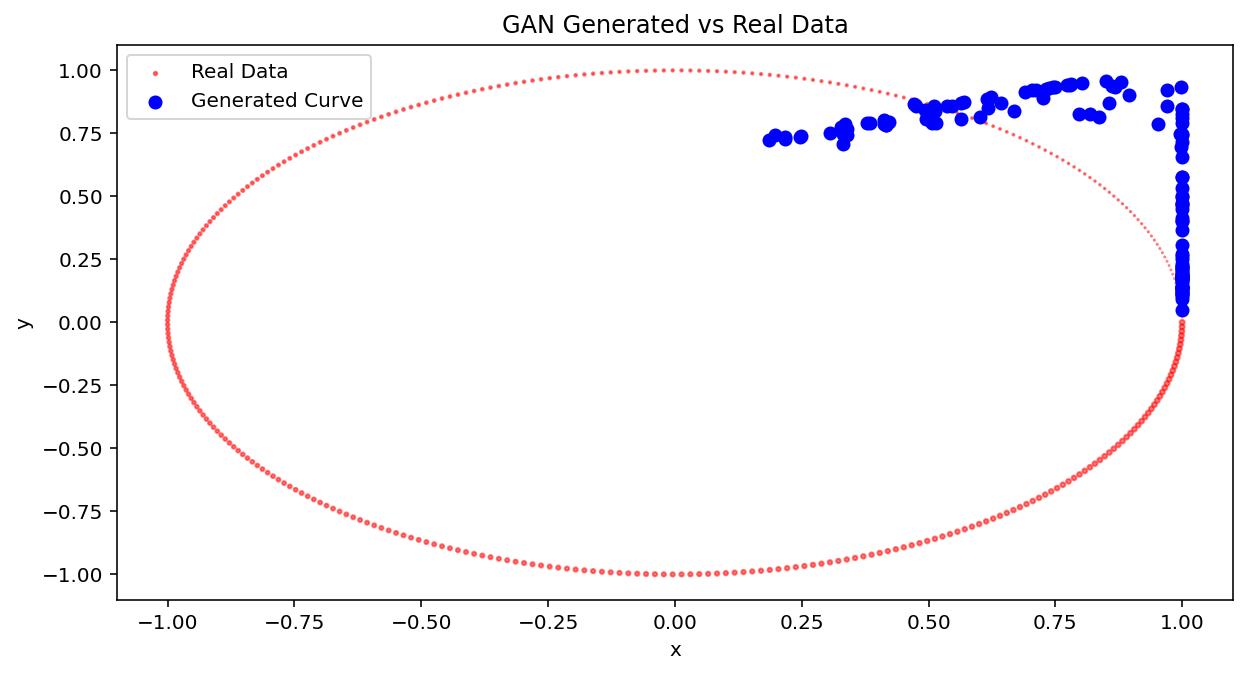 GAN Generated vs Real Data
Real Data
Generated Curve
1.00
0.75
0.50
0.25
0.00
−0.25
−0.50
−0.75
−1.00
y
−1.00 −0.75 −0.50 −0.25 0.00 0.25 0.50 0.75 1.00
x